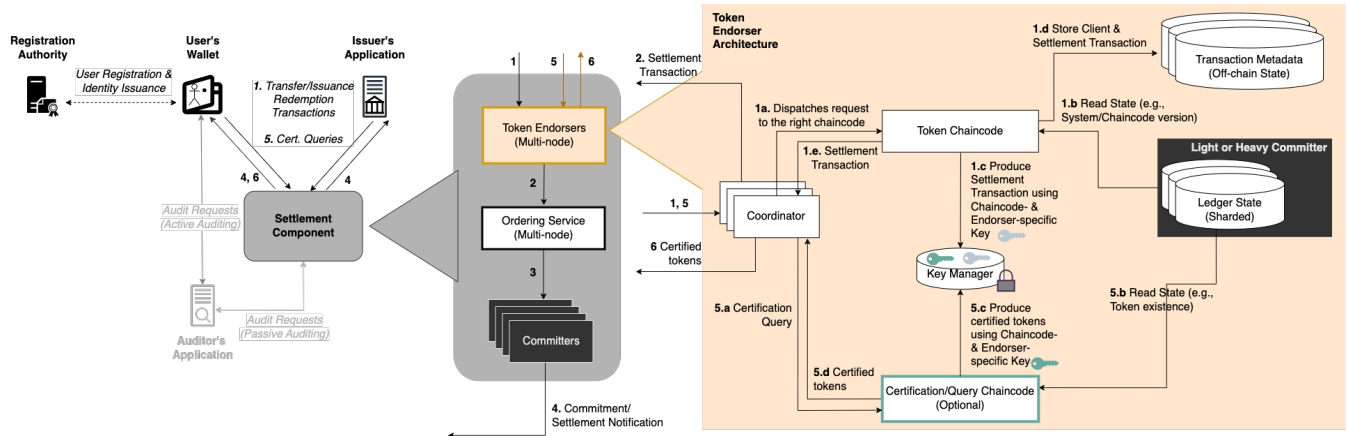 Registration
Authority
User's
Wallet
Issuer's
Application
User Registration &
Identity Issuance
1. Transfer/Issuance
Redemption
Transactions
5. Cert. Queries
4, 6
4
Settlement
Component
Audit Requests
(Active Auditing)
Audit Requests
(Passive Auditing)
Auditor's
Application
1
5
6
Token Endorsers
(Multi-node)
2
Ordering Service
(Multi-node)
3
Committers
4. Commitment/
Settlement Notification
Token
Endorser
Architecture
2. Settlement
Transaction
1a. Dispatches request
to the right chaincode
1.e. Settlement
Transaction
1, 5
Coordinator
6 Certified
tokens
Token Chaincode
1.d Store Client &
Settlement Transaction
Transaction Metadata
(Off-chain State)
1.b Read State (e.g.,
System/Chaincode version)
Light or Heavy Committer
Ledger State
(Sharded)
1.c Produce
Settlement
Transaction using
Chaincode- &
Endorser-specific
Key
Key Manager
5.a Certification
Query
5.b Read State (e.g.,
Token existence)
5.c Produce
certified tokens
using Chaincode-
& Endorser-
specific Key
5.d Certified
tokens
Certification/Query Chaincode
(Optional)